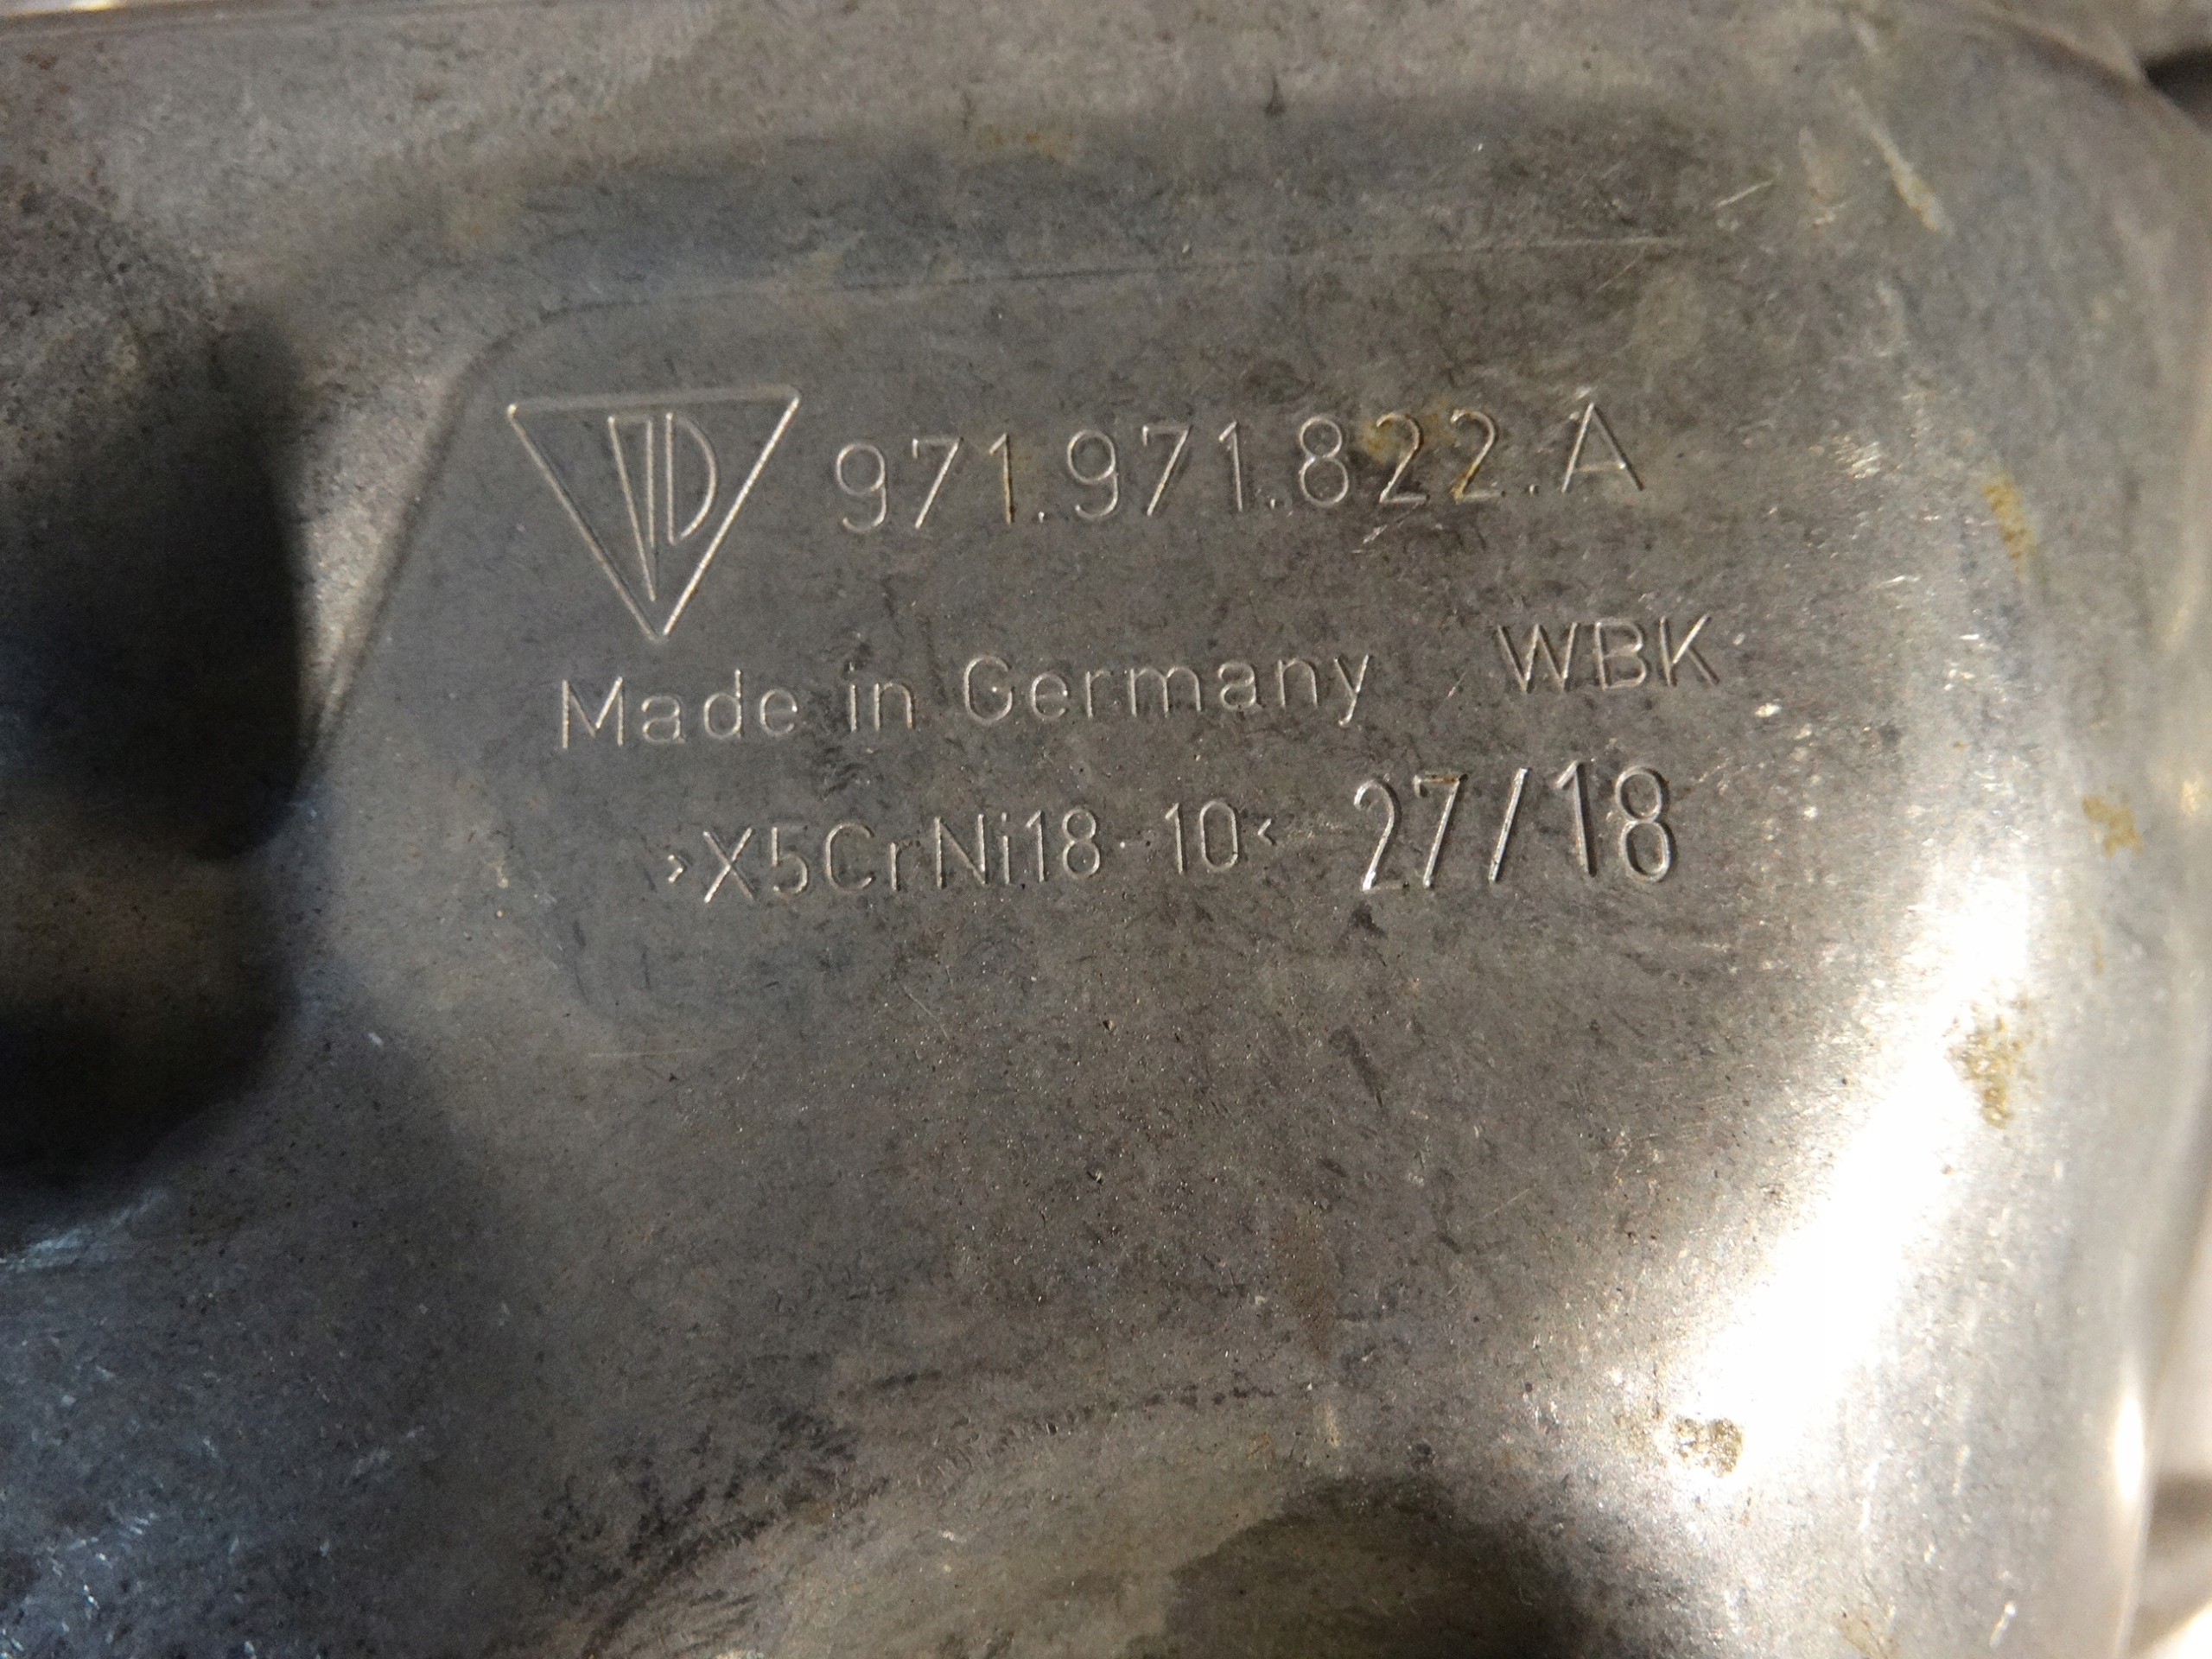 971.971.822.A
Made in Germany WBK
>X5CrNi18-10< 27/18